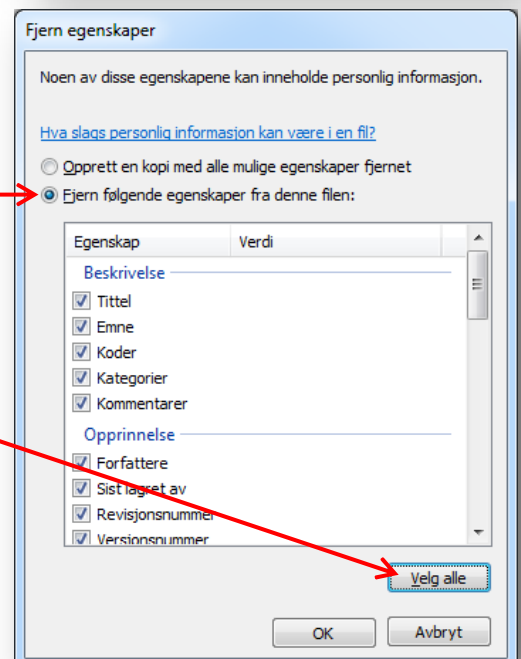 Fjern egenskaper
Noen av disse egenskapene kan inneholde personlig informasjon.
Hva slags personlig informasjon kan være i en fil?
Opprett en kopi med alle mulige egenskaper fjernet
Fjern følgende egenskaper fra denne filen:
Egenskap Verdi
Beskrivelse
Tittel
Emne
Koder
Kategorier
Kommentarer
Opprinnelse
Forfattere
Sist lagret av
Revisjonsnummer
Versjonsnummer
Velg alle
OK Avbryt